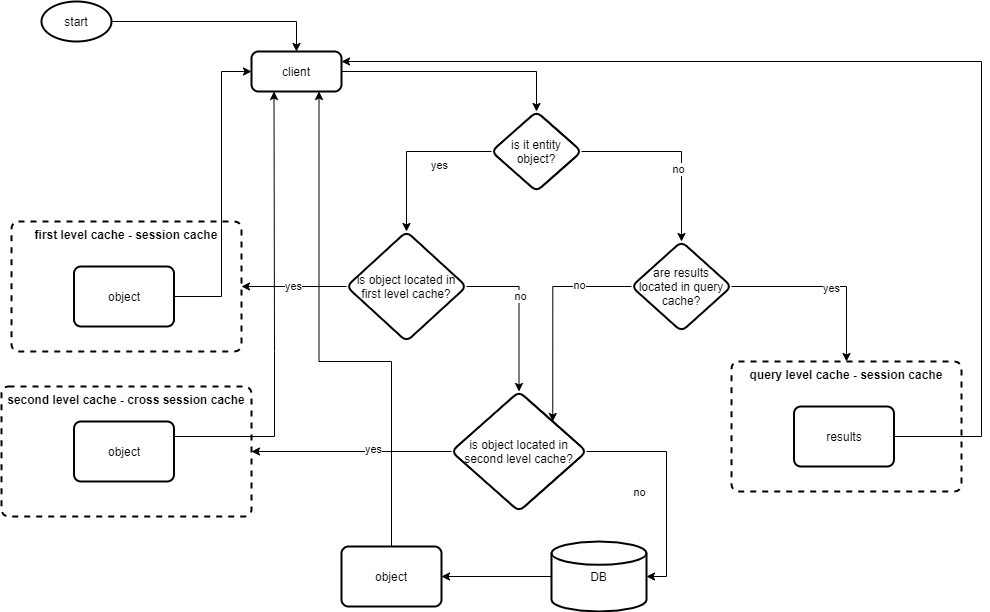 start
client
is it entity
object?
yes
no
first level cache - session cache
object
yes
is object located in
first level cache?
no
no
are results
located in query
cache?
yes
query level cache - session cache
results
second level cache - cross session cache
object
yes
is object located in
second level cache?
no
object
DB